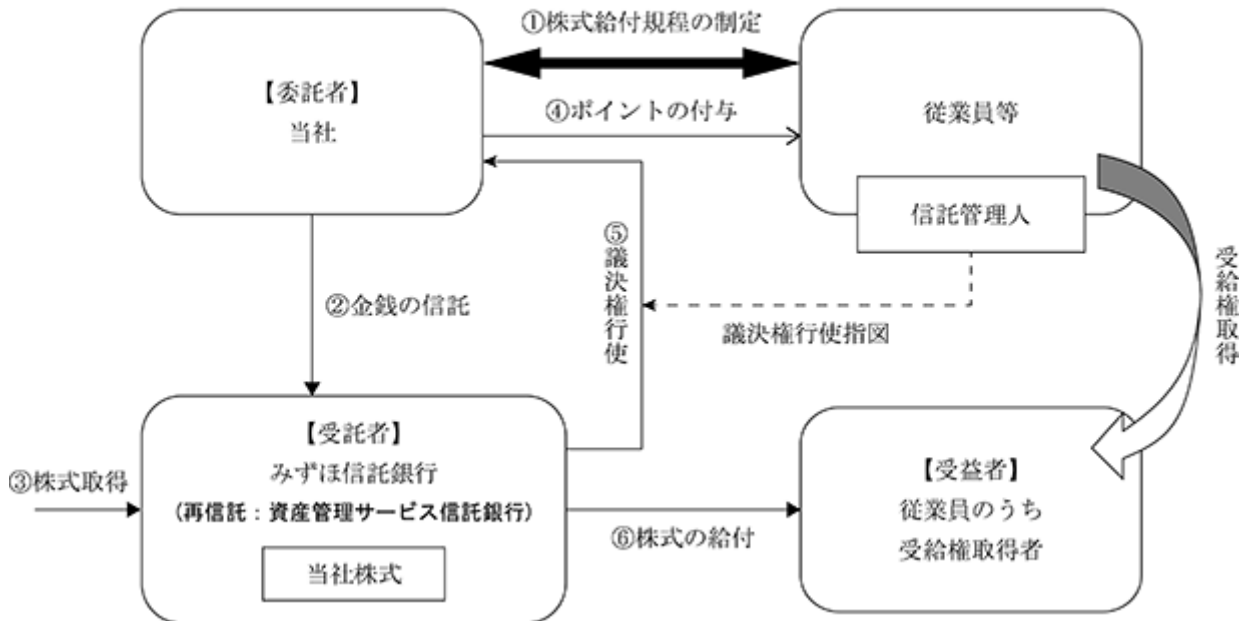 ①株式給付規程の制定
【委託者】
当社
④ポイントの付与
従業員等
信託管理人
②金銭の信託
⑤議決権行使
議決権行使指図
受給権取得
③株式取得
【受託者】
みずほ信託銀行
(再信託：資産管理サービス信託銀行)
当社株式
⑥株式の給付
【受益者】
従業員のうち
受給権取得者